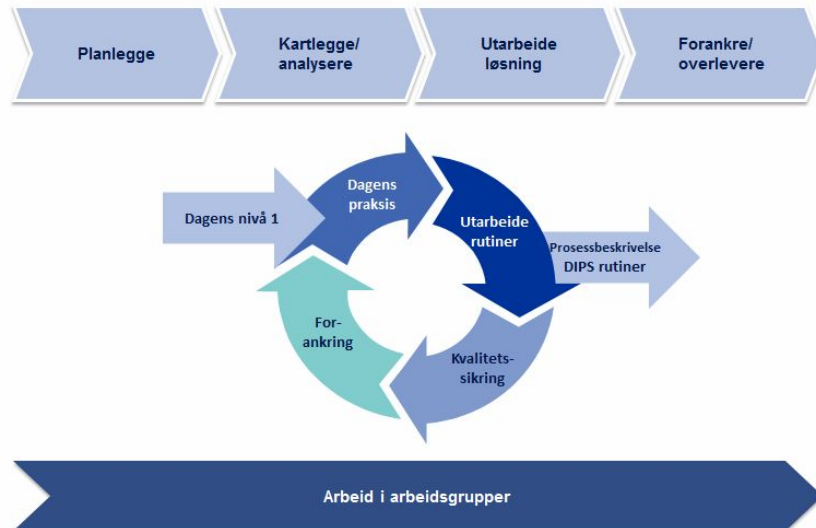 Planlegge
Kartlegge/
analysere
Utarbeide
løsning
Forankre/
overlevere
Dagens nivå 1
Dagens
praksis
Utarbeide
rutiner
Prosessbeskrivelse
DIPS rutiner
Kvalitets-
sikring
For-
ankring
Arbeid i arbeidsgrupper